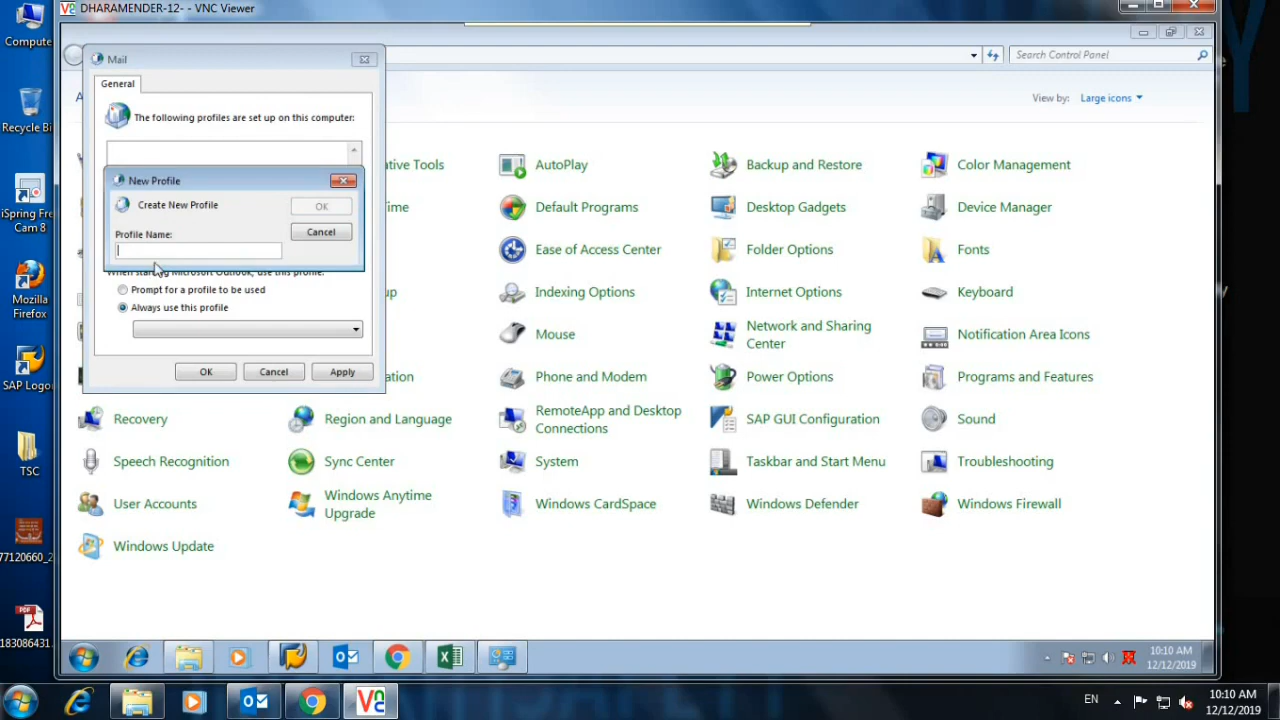 DHARAMENDER-12- - VNC Viewer
Computer
Recycle Bi
iSpring Fre
Cam 8
Mozilla
Firefox
SAP Logon
TSC
77120660_2
183086431
Search Control Panel
View by: Large icons
Mail
General
The following profiles are set up on this computer:
New Profile
Create New Profile
OK
Profile Name:
Cancel
When starting Microsoft Outlook, use this profile:
Prompt for a profile to be used
Always use this profile
OK Cancel Apply
ative Tools AutoPlay Backup and Restore Color Management
Time Default Programs Desktop Gadgets Device Manager
Ease of Access Center Folder Options Fonts
up Indexing Options Internet Options Keyboard
Mouse Network and Sharing Center Notification Area Icons
ation Phone and Modem Power Options Programs and Features
Recovery Region and Language RemoteApp and Desktop Connections SAP GUI Configuration Sound
Speech Recognition Sync Center System Taskbar and Start Menu Troubleshooting
User Accounts Windows Anytime Upgrade Windows CardSpace Windows Defender Windows Firewall
Windows Update
10:10 AM
12/12/2019
EN
10:10 AM
12/12/2019